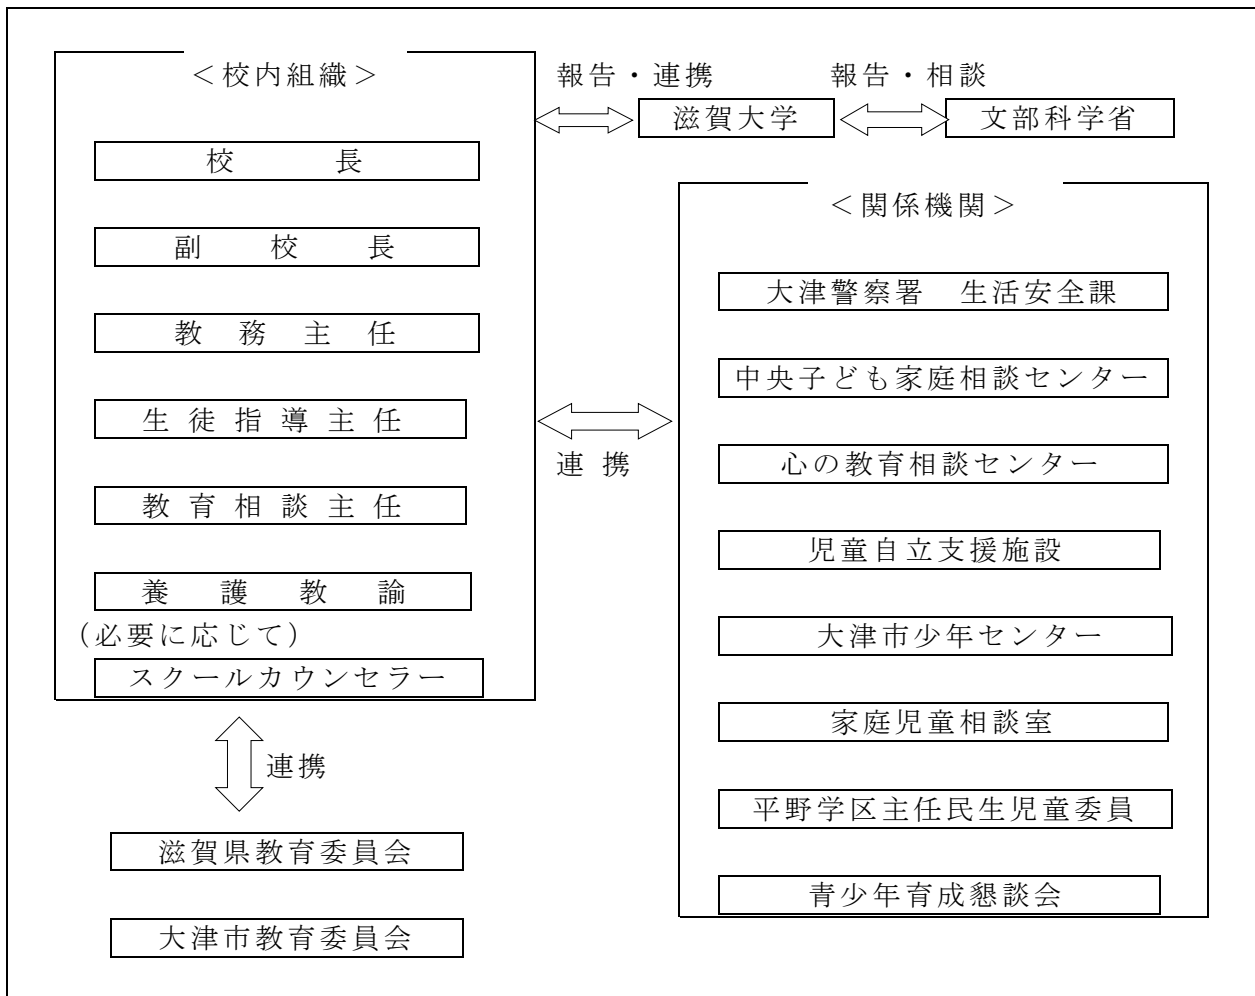 ＜校内組織＞
校長
副校長
教務主任
生徒指導主任
教育相談主任
養護教諭
（必要に応じて）
スクールカウンセラー
報告・連携
滋賀大学
報告・相談
文部科学省
連携
＜関係機関＞
大津警察署　生活安全課
中央子ども家庭相談センター
心の教育相談センター
児童自立支援施設
大津市少年センター
家庭児童相談室
平野学区主任民生児童委員
青少年育成懇談会
連携
滋賀県教育委員会
大津市教育委員会